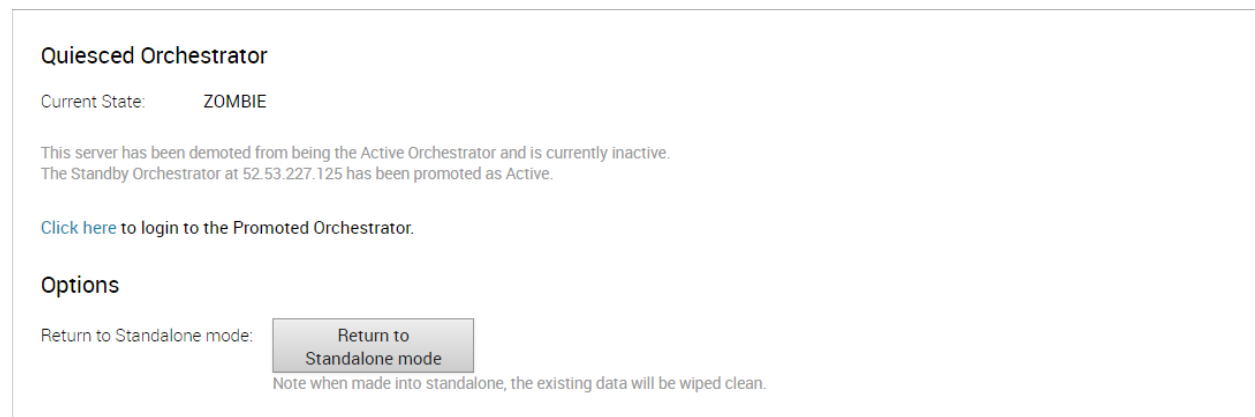 Quiesced Orchestrator
Current State: ZOMBIE
This server has been demoted from being the Active Orchestrator and is currently inactive.
The Standby Orchestrator at 52.53.227.125 has been promoted as Active.
Click here to login to the Promoted Orchestrator.
Options
Return to Standalone mode:
Return to
Standalone mode
Note when made into standalone, the existing data will be wiped clean.